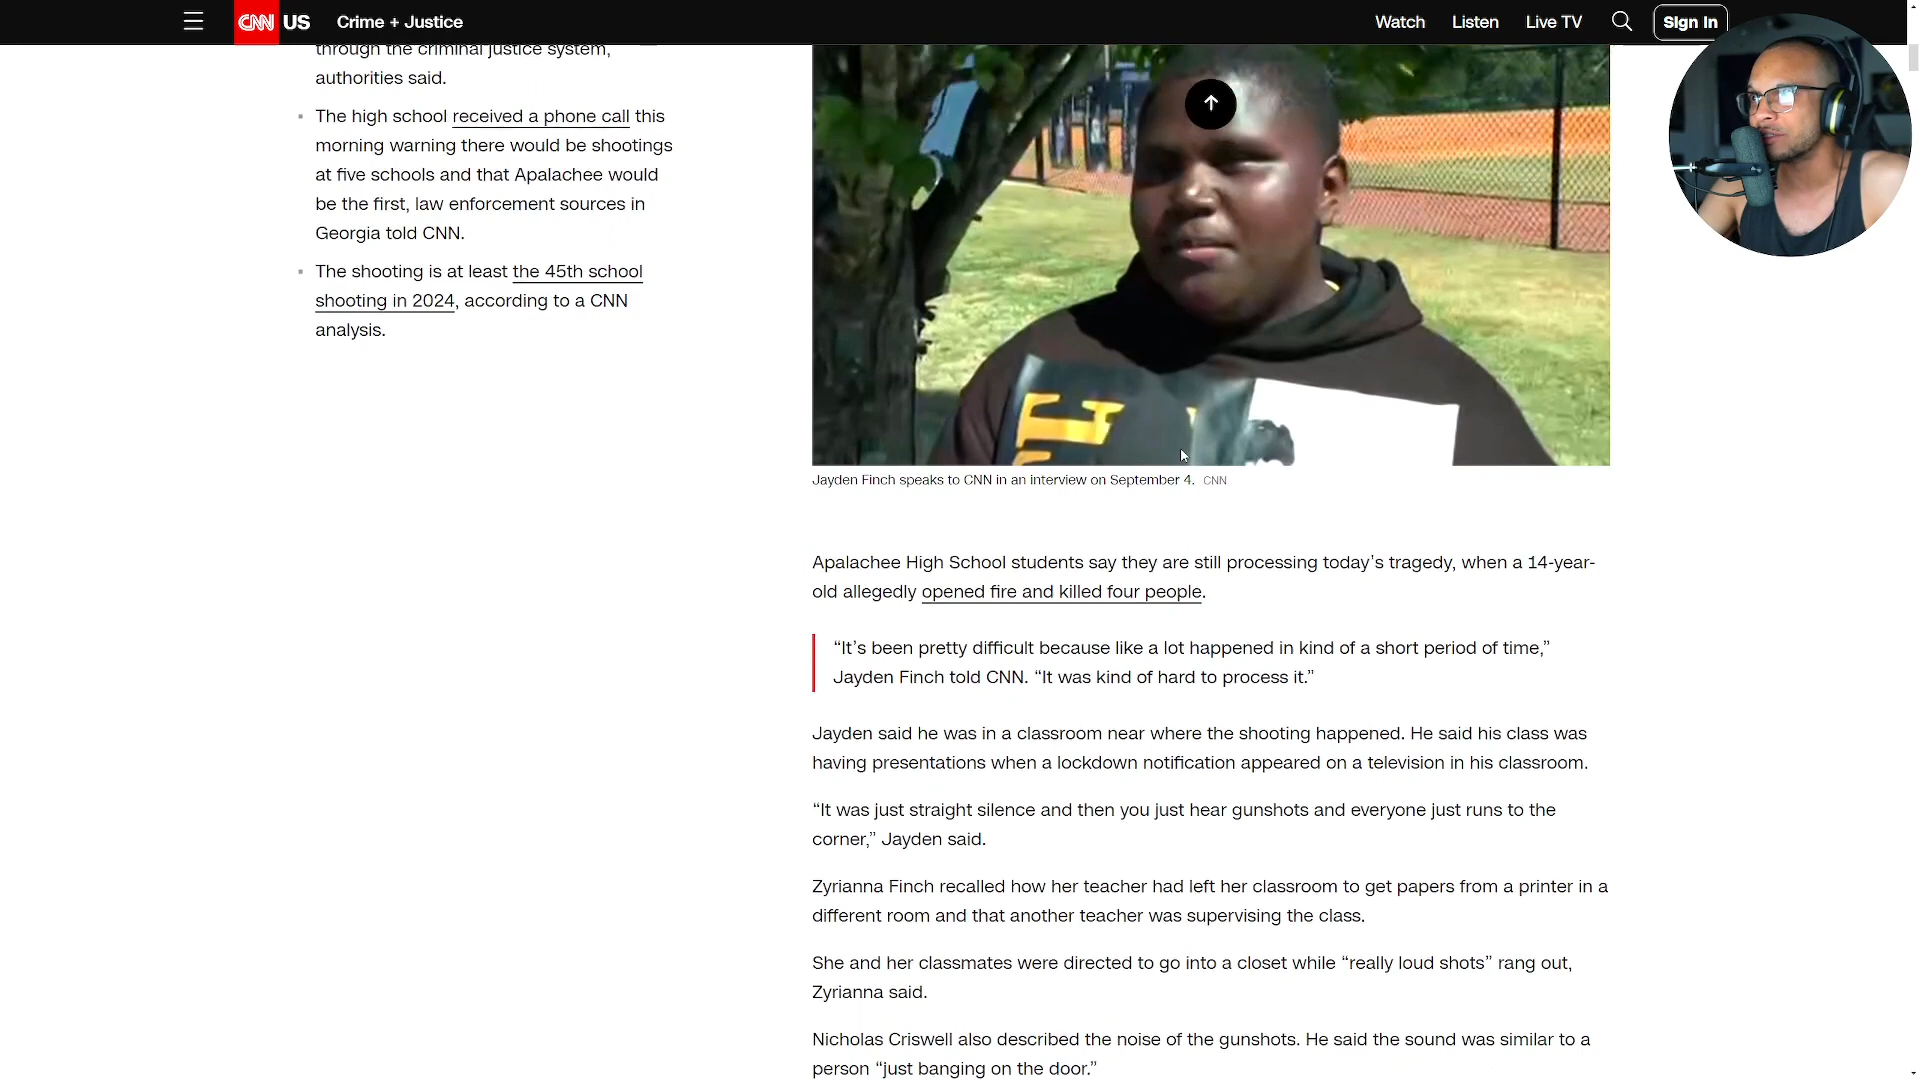 CNN US Crime + Justice Watch Listen Live TV Sign in
through the criminal justice system,
authorities said.
The high school received a phone call this
morning warning there would be shootings
at five schools and that Apalachee would
be the first, law enforcement sources in
Georgia told CNN.
The shooting is at least the 45th school
shooting in 2024, according to a CNN
analysis.
Jayden Finch speaks to CNN in an interview on September 4. CNN
Apalachee High School students say they are still processing today’s tragedy, when a 14-year-
old allegedly opened fire and killed four people.
“It’s been pretty difficult because like a lot happened in kind of a short period of time,”
Jayden Finch told CNN. “It was kind of hard to process it.”
Jayden said he was in a classroom near where the shooting happened. He said his class was
having presentations when a lockdown notification appeared on a television in his classroom.
“It was just straight silence and then you just hear gunshots and everyone just runs to the
corner,” Jayden said.
Zyrianna Finch recalled how her teacher had left her classroom to get papers from a printer in a
different room and that another teacher was supervising the class.
She and her classmates were directed to go into a closet while “really loud shots” rang out,
Zyrianna said.
Nicholas Criswell also described the noise of the gunshots. He said the sound was similar to a
person “just banging on the door.”